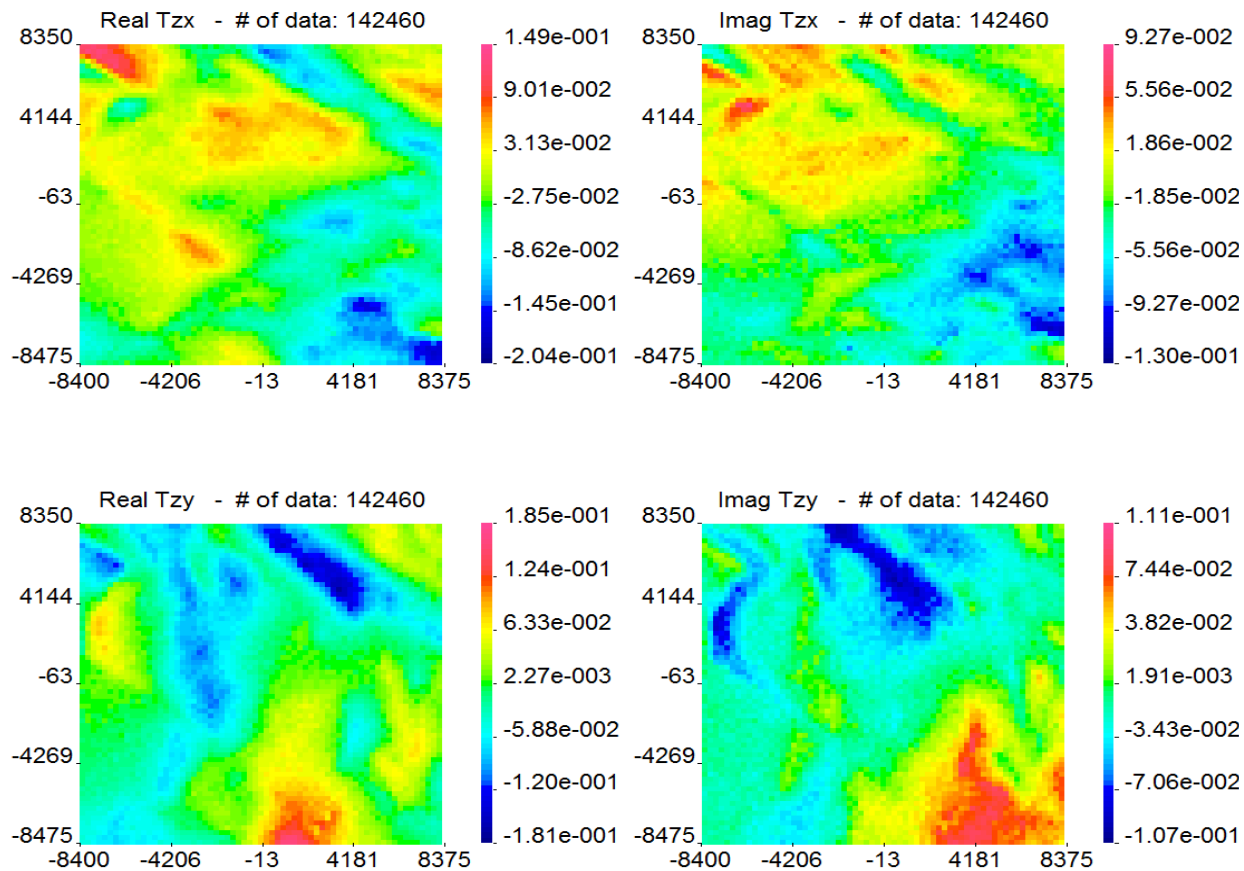 Real Tzx - # of data: 142460
8350
4144
-63
-4269
-8475
-8400 -4206 -13 4181 8375
1.49e-001
9.01e-002
3.13e-002
-2.75e-002
-8.62e-002
-1.45e-001
-2.04e-001
Imag Tzx - # of data: 142460
8350
4144
-63
-4269
-8475
-8400 -4206 -13 4181 8375
9.27e-002
5.56e-002
1.86e-002
-1.85e-002
-5.56e-002
-9.27e-002
-1.30e-001
Real Tzy - # of data: 142460
8350
4144
-63
-4269
-8475
-8400 -4206 -13 4181 8375
1.85e-001
1.24e-001
6.33e-002
2.27e-003
-5.88e-002
-1.20e-001
-1.81e-001
Imag Tzy - # of data: 142460
8350
4144
-63
-4269
-8475
-8400 -4206 -13 4181 8375
1.11e-001
7.44e-002
3.82e-002
1.91e-003
-3.43e-002
-7.06e-002
-1.07e-001